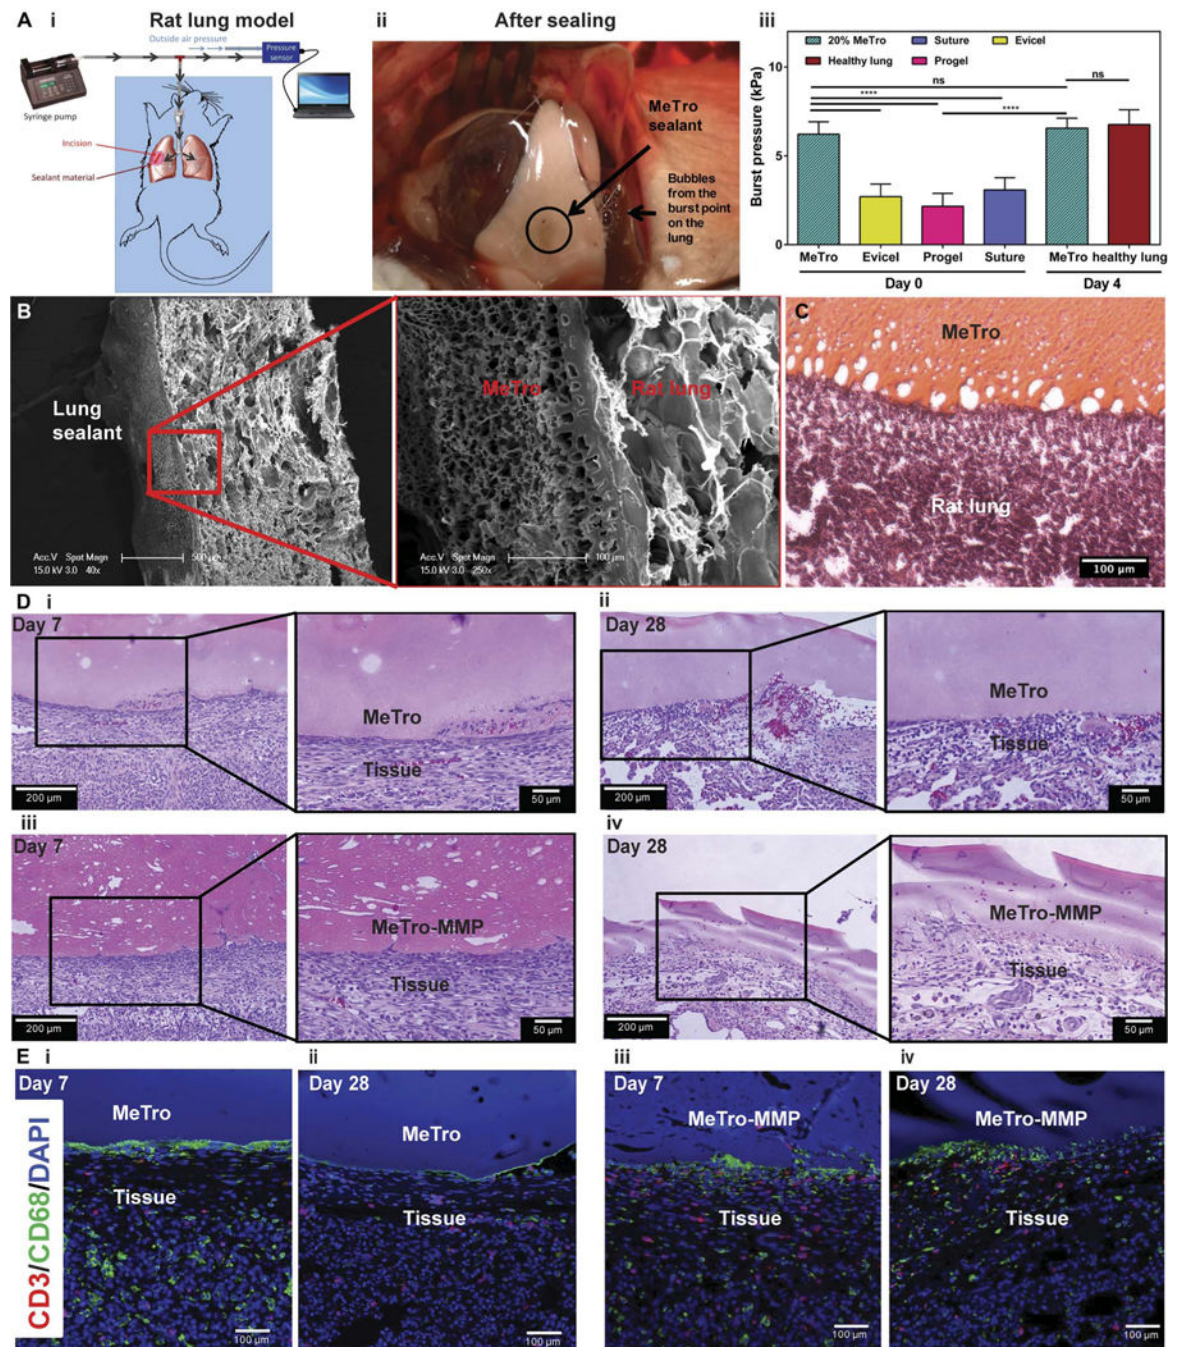 A i
Rat lung model
Outside air pressure
Pressure
sensor
Syringe pump
Incision
Sealant material
ii
After sealing
MeTro
sealant
Bubbles
from the
burst point
on the
lung
iii
20% MeTro
Suture
Evicel
Healthy lung
Progel
Burst pressure (kPa)
10
5
0
ns
ns
****
****
MeTro Evicel Progel Suture MeTro healthy lung
Day 0
Day 4
B
Lung
sealant
Acc.V Spot Magn 500 µm
15.0 kV 3.0 40x
MeTro
Rat lung
Acc.V Spot Magn 100 µm
15.0 kV 3.0 250x
C
MeTro
Rat lung
100 µm
D i
Day 7
200 µm
MeTro
Tissue
50 µm
ii
Day 28
200 µm
MeTro
Tissue
50 µm
iii
Day 7
200 µm
MeTro-MMP
Tissue
50 µm
iv
Day 28
200 µm
MeTro-MMP
Tissue
50 µm
E i
Day 7
MeTro
Tissue
CD3/CD68/DAPI
100 µm
ii
Day 28
MeTro
Tissue
100 µm
iii
Day 7
MeTro-MMP
Tissue
100 µm
iv
Day 28
MeTro-MMP
Tissue
100 µm